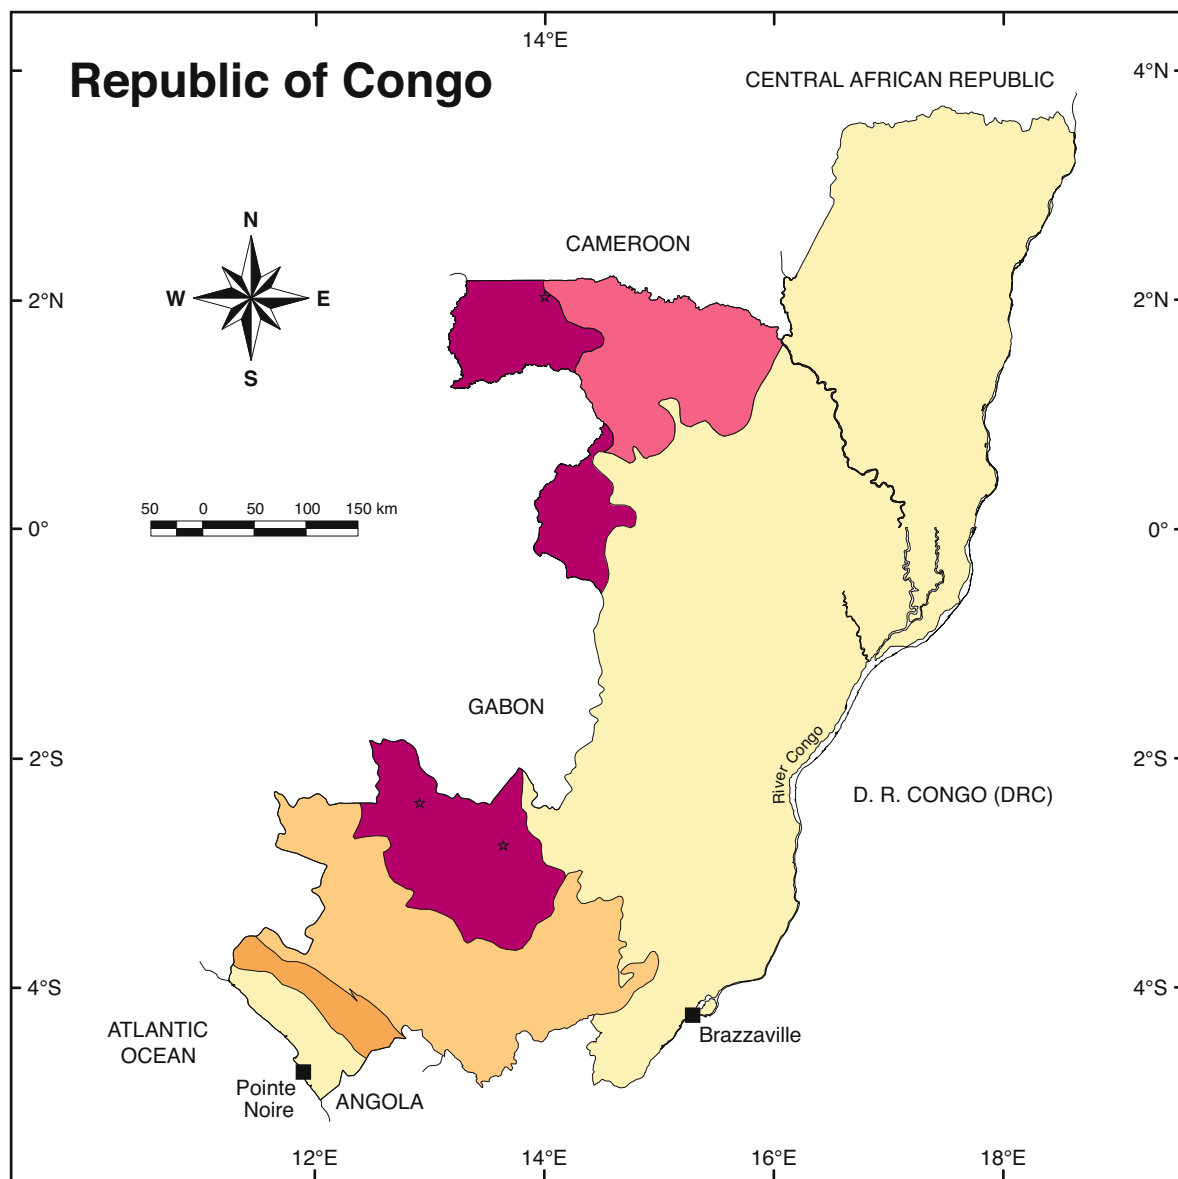 14°E
Republic of Congo
CENTRAL AFRICAN REPUBLIC
4°N
N
CAMEROON
W
E
2°N
2°N
S
50 0 50 100 150 km
0°
0°
GABON
River Congo
2°S
2°S
D. R. CONGO (DRC)
4°S
4°S
ATLANTIC
OCEAN
Brazzaville
Pointe
Noire
ANGOLA
12°E
14°E
16°E
18°E